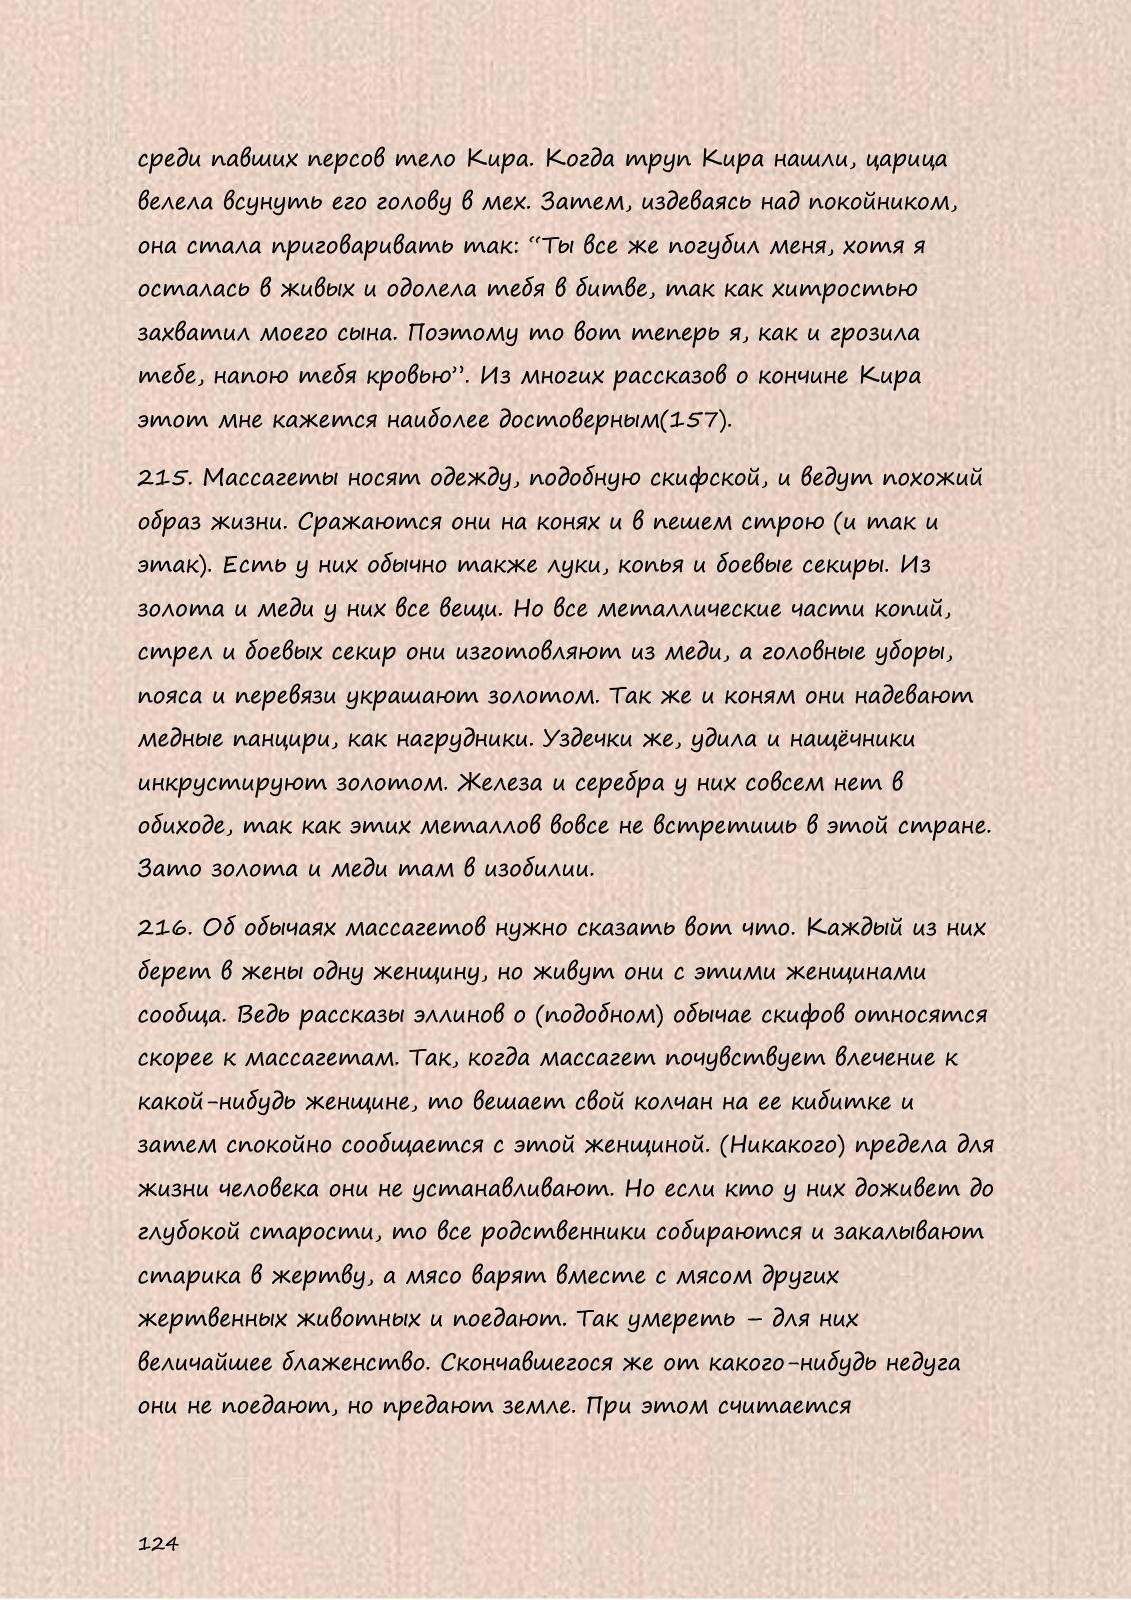 среди павших персов тело Кира. Когда труп Кира нашли, царица
велела всунуть его голову в мех. Затем, издеваясь над покойником,
она стала приговаривать так: “Ты все же погубил меня, хотя я
осталась в живых и одолела тебя в битве, так как хитростью
захватил моего сына. Поэтому то вот теперь я, как и грозила
тебе, напою тебя кровью”. Из многих рассказов о кончине Кира
этот мне кажется наиболее достоверным(157).
215. Массагеты носят одежду, подобную скифской, и ведут похожий
образ жизни. Сражаются они на конях и в пешем строю (и так и
этак). Есть у них обычно также луки, копья и боевые секиры. Из
золота и меди у них все вещи. Но все металлические части копий,
стрел и боевых секир они изготовляют из меди, а головные уборы,
пояса и перевязи украшают золотом. Так же и коням они надевают
медные панцири, как нагрудники. Уздечки же, удила и нащёчники
инкрустируют золотом. Железа и серебра у них совсем нет в
обиходе, так как этих металлов вовсе не встретишь в этой стране.
Зато золота и меди там в изобилии.
216. Об обычаях массагетов нужно сказать вот что. Каждый из них
берет в жены одну женщину, но живут они с этими женщинами
сообща. Ведь рассказы эллинов о (подобном) обычае скифов относятся
скорее к массагетам. Так, когда массагет почувствует влечение к
какой-нибудь женщине, то вешает свой колчан на ее кибитке и
затем спокойно сообщается с этой женщиной. (Никакого) предела для
жизни человека они не устанавливают. Но если кто у них доживет до
глубокой старости, то все родственники собираются и закалывают
старика в жертву, а мясо варят вместе с мясом других
жертвенных животных и поедают. Так умереть – для них
величайшее блаженство. Скончавшегося же от какого-нибудь недуга
они не поедают, но предают земле. При этом считается
124